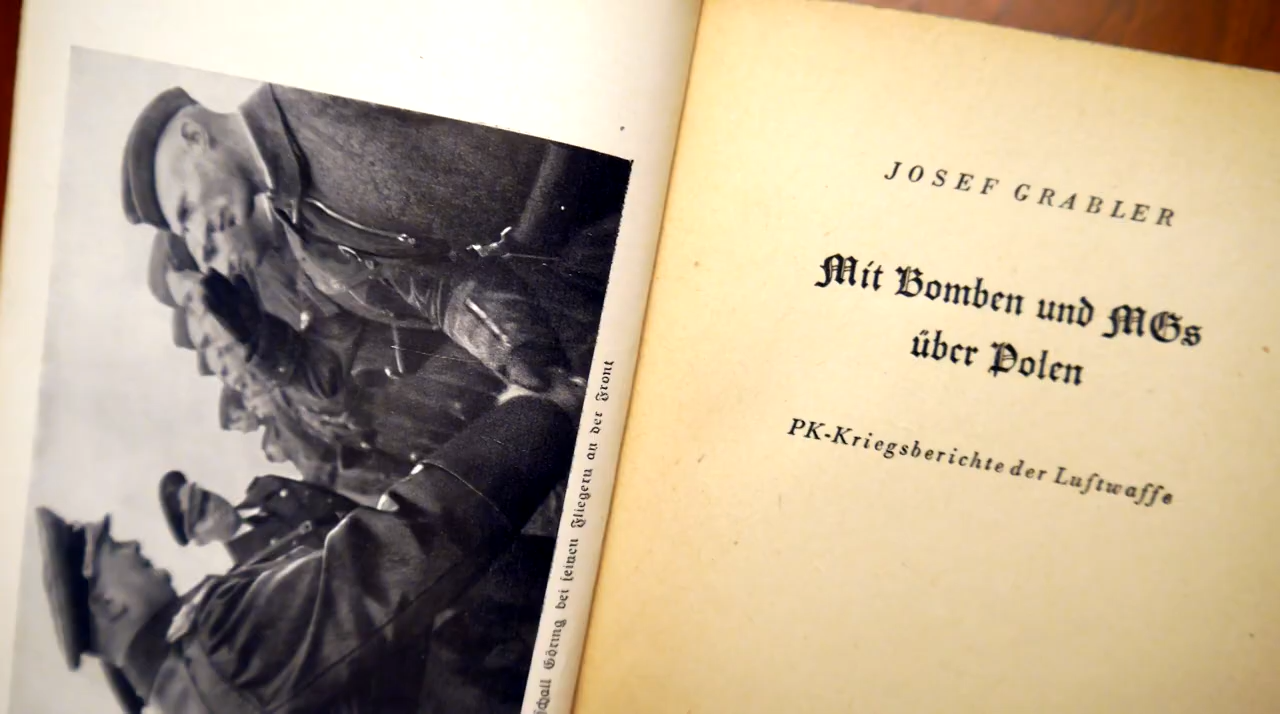 schall Göring bei seinen Fliegern an der Front
JOSEF GRABLER
Mit Bomben und MGs
über Polen
PK-Kriegsberichte der Luftwaffe